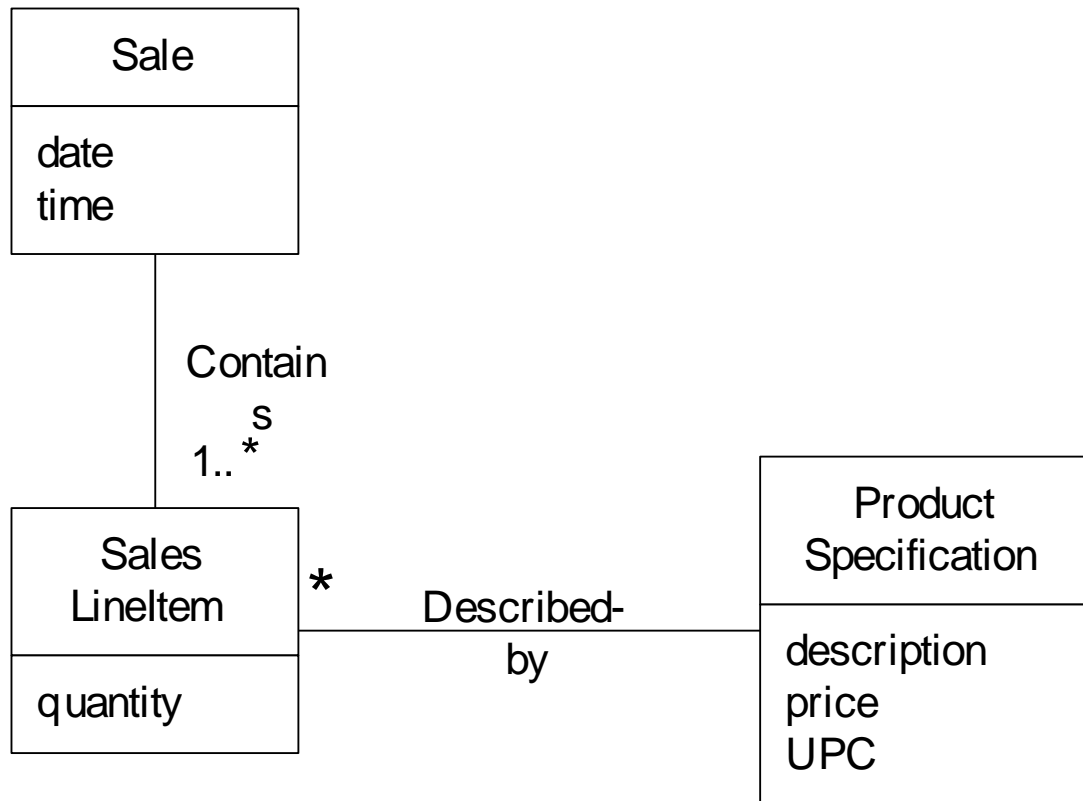 Sale
date
time
Contain
s
1.. *
Sales
LineItem
quantity
*
Described-
by
Product
Specification
description
price
UPC